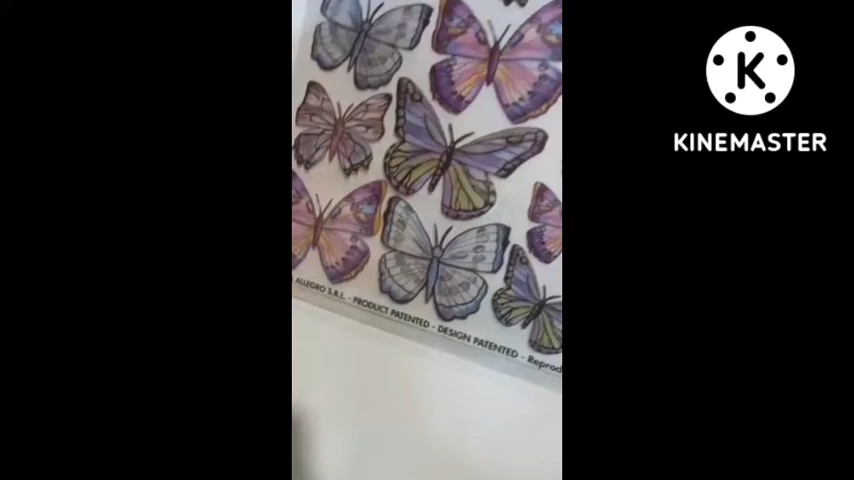 K
KINEMASTER
ALLEGRO S.R.L. - PRODUCT PATENTED - DESIGN PATENTED - Reprod